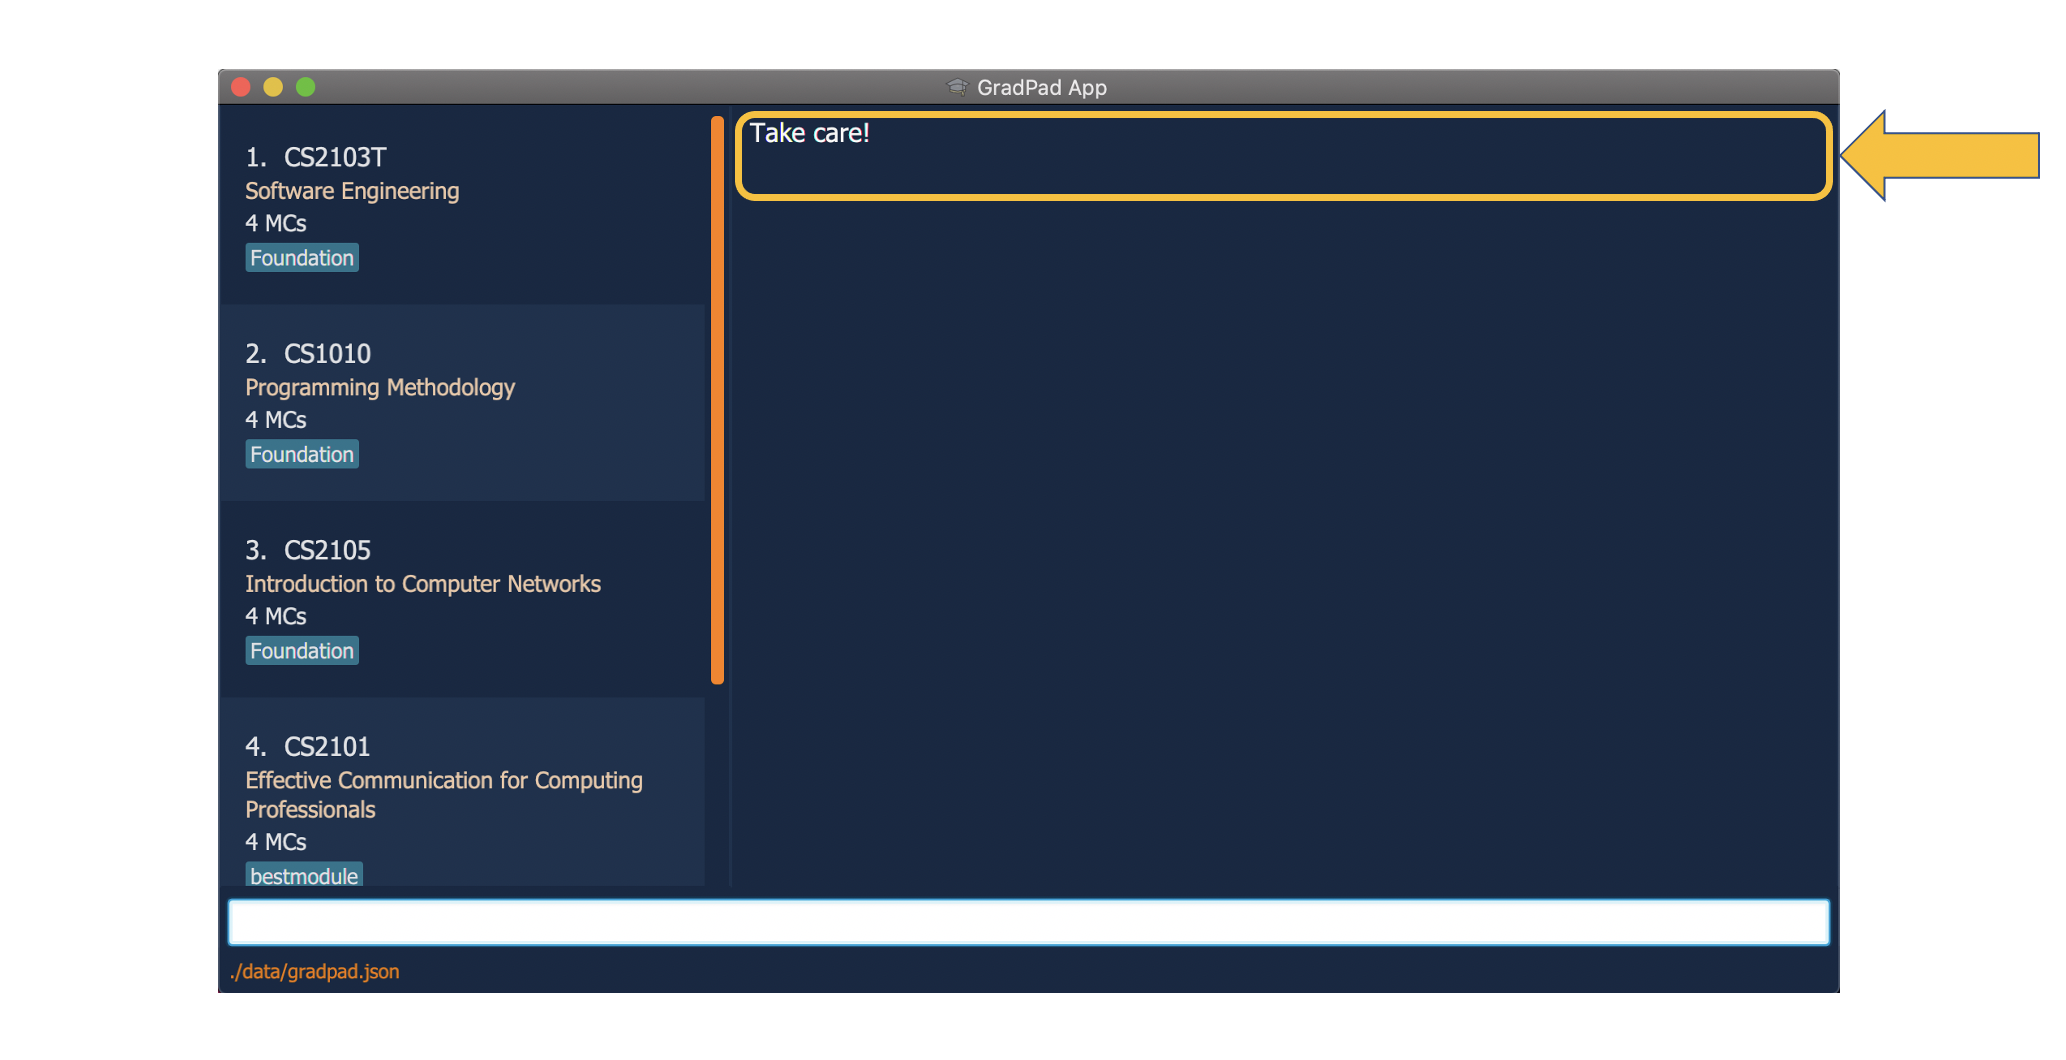 GradPad App
1. CS2103T
Software Engineering
4 MCs
Foundation
2. CS1010
Programming Methodology
4 MCs
Foundation
3. CS2105
Introduction to Computer Networks
4 MCs
Foundation
4. CS2101
Effective Communication for Computing
Professionals
4 MCs
bestmodule
Take care!
./data/gradpad.json